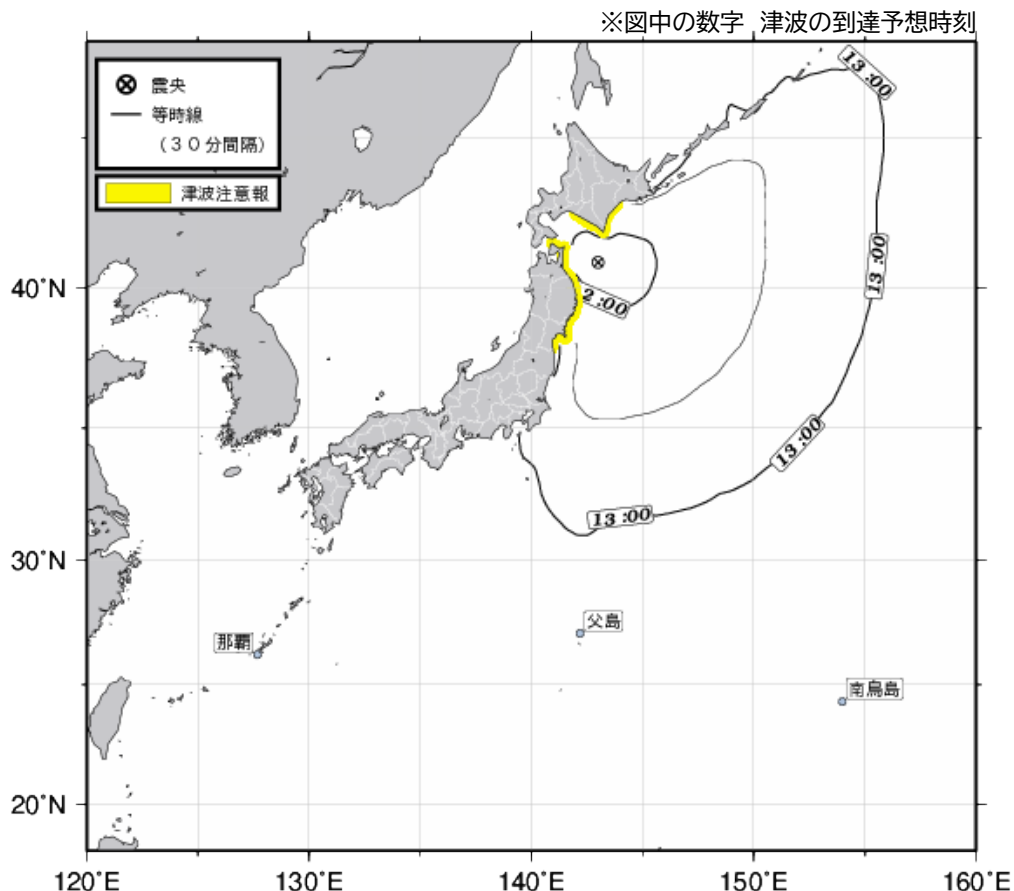 ※図中の数字 津波の到達予想時刻
震央
等時線
(30分間隔)
津波注意報
13:00
13:00
2:00
13:00
13:00
40°N
30°N
20°N
那覇
父島
南鳥島
120°E
130°E
140°E
150°E
160°E